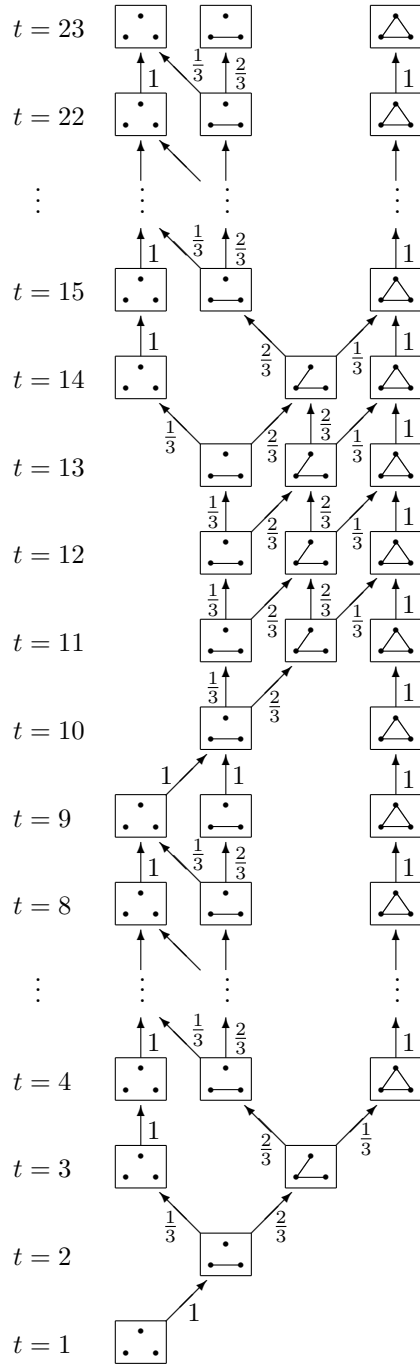 t = 23
1 1/3 2/3 1
t = 22
⋮ ⋮ ⋮ ⋮
1 1/3 2/3 1
t = 15
1 2/3 1/3 1
t = 14
1/3 2/3 2/3 1/3 1
t = 13
1/3 2/3 2/3 1/3 1
t = 12
1/3 2/3 2/3 1/3 1
t = 11
1/3 2/3 1
t = 10
1 1 1
t = 9
1 1/3 2/3 1
t = 8
⋮ ⋮ ⋮ ⋮
1 1/3 2/3 1
t = 4
1 2/3 1/3
t = 3
1/3 2/3
t = 2
1
t = 1